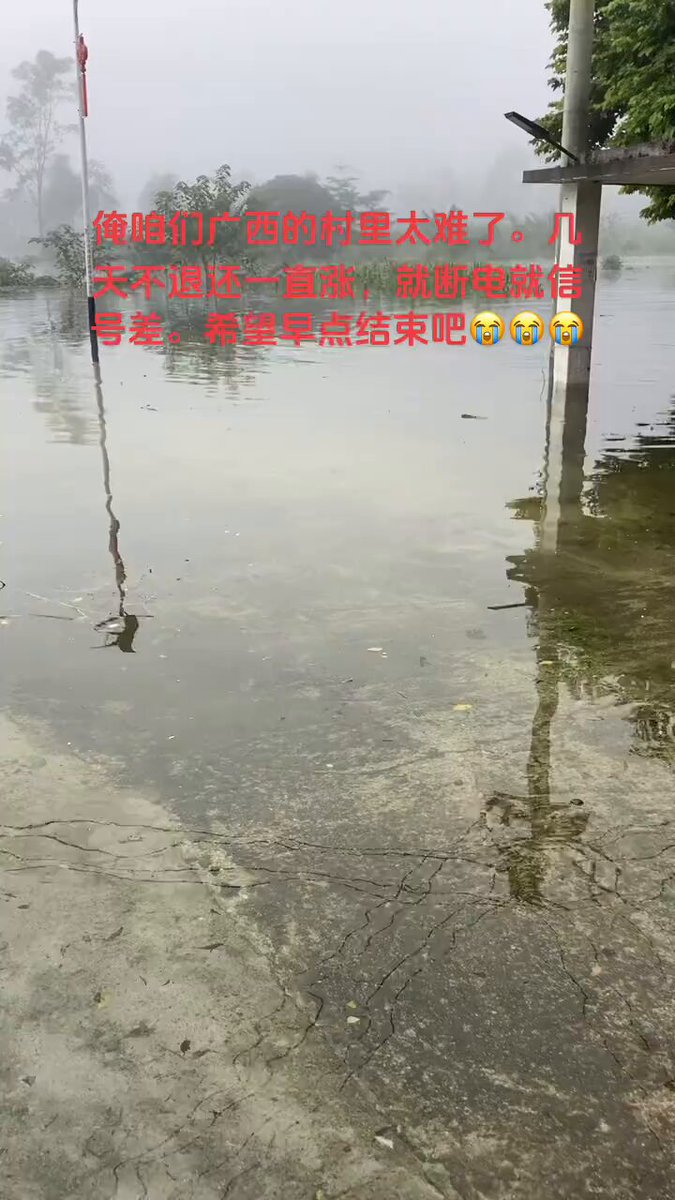 俺咱们广西的村里太难了。几
天不退还一直涨，就断电就信
号差。希望早点结束吧😭😭😭